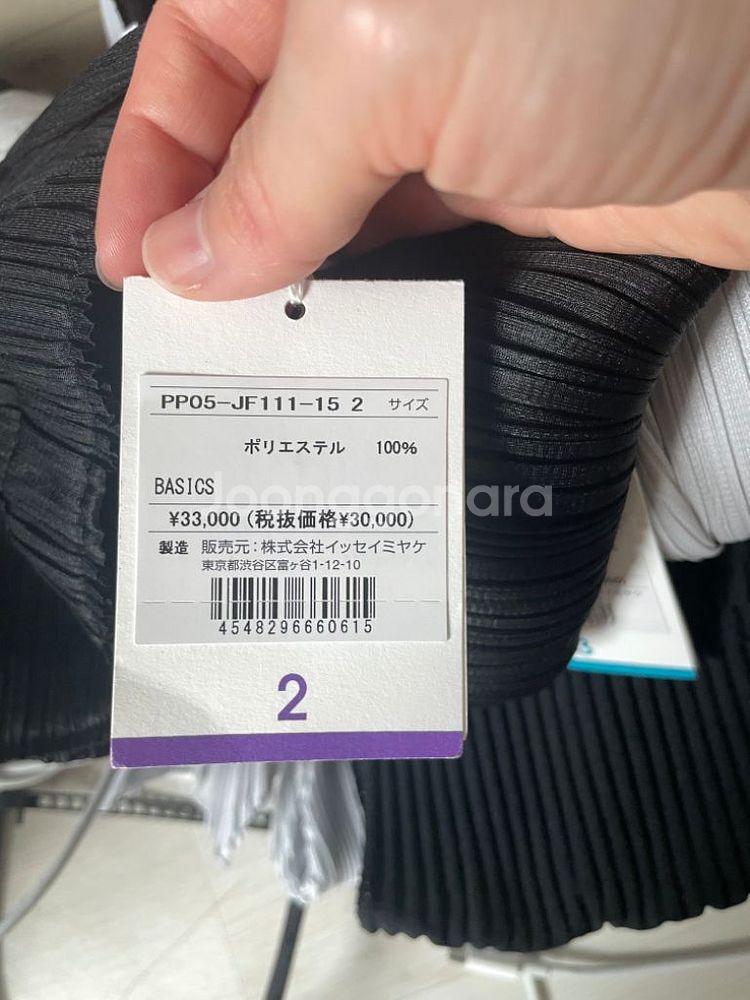 PP05-JF111-15 2 サイズ
ポリエステル 100%
BASICS
joonggonara
¥33,000 (税抜価格¥30,000)
製造 販売元:株式会社イッセイミヤケ
東京都渋谷区富ヶ谷1-12-10
4548296660615
2